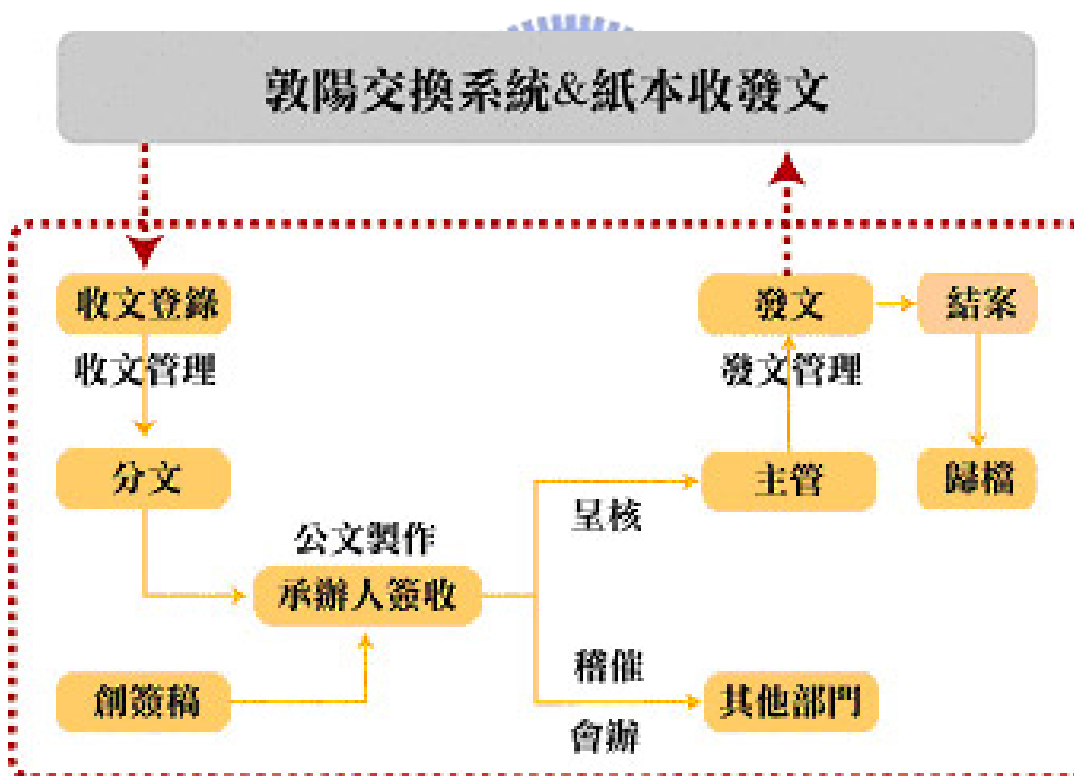 敦陽交換系統&紙本收發文
收文登錄
發文
結案
收文管理
發文管理
分文
主管
歸檔
呈核
公文製作
承辦人簽收
稽催
創簽稿
其他部門
會辦